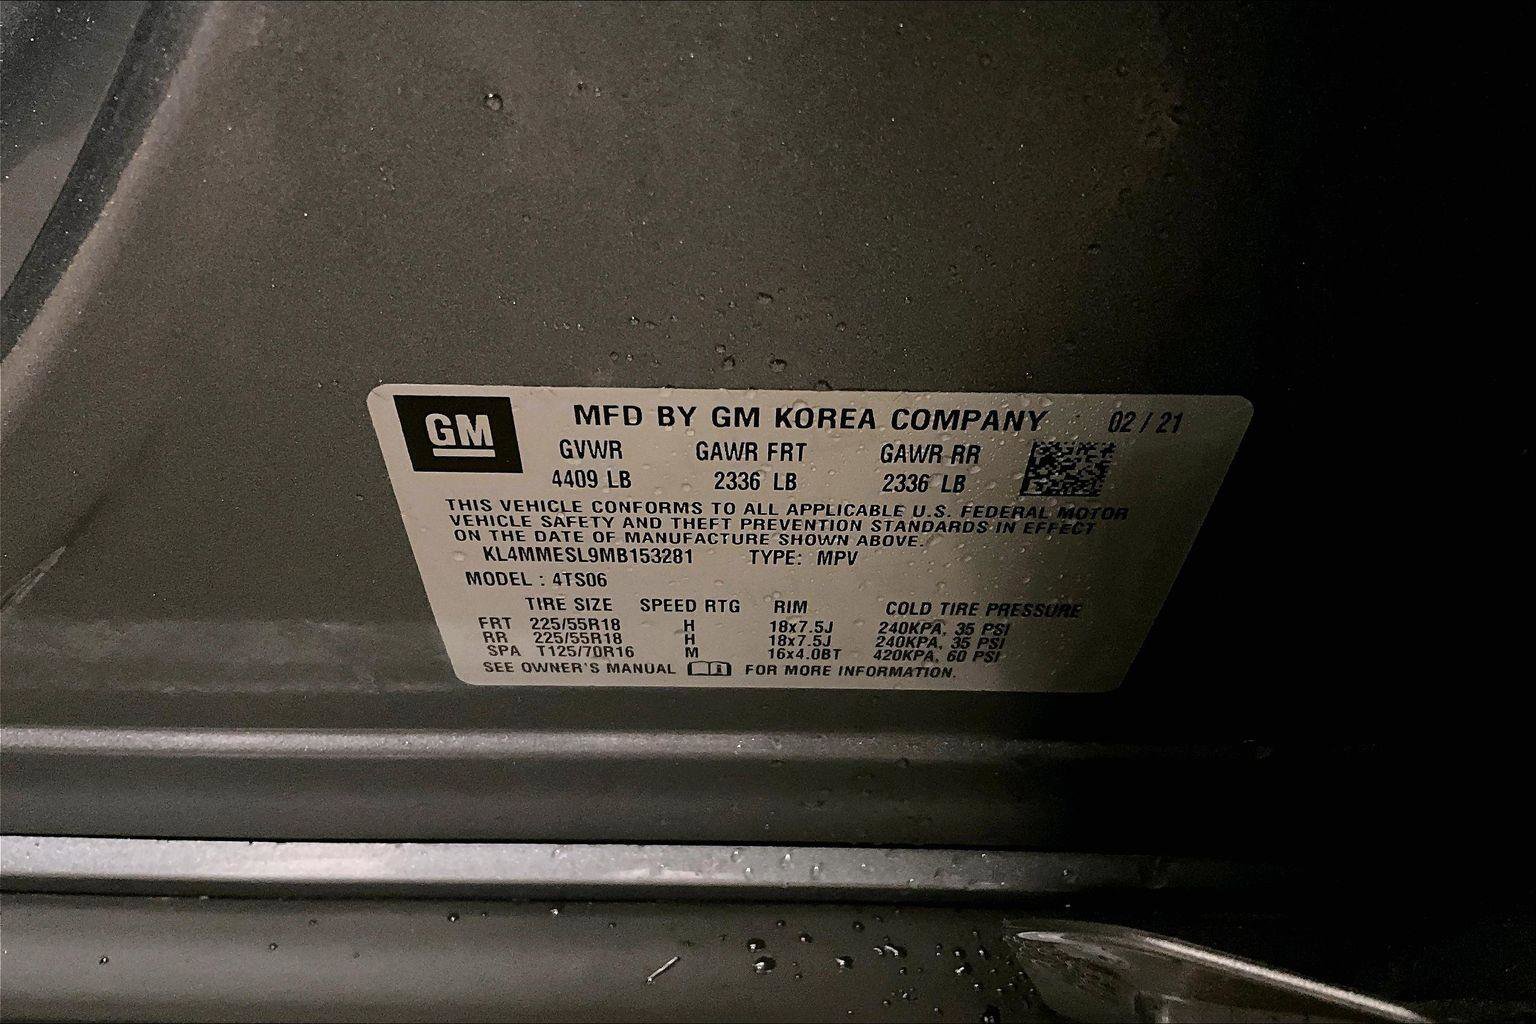 GM MFD BY GM KOREA COMPANY 02 / 21
GVWR GAWR FRT GAWR RR
4409 LB 2336 LB 2336 LB
THIS VEHICLE CONFORMS TO ALL APPLICABLE U.S. FEDERAL MOTOR
VEHICLE SAFETY AND THEFT PREVENTION STANDARDS IN EFFECT
ON THE DATE OF MANUFACTURE SHOWN ABOVE.
KL4MMESL9MB153281 TYPE: MPV
MODEL : 4TS06
TIRE SIZE SPEED RTG RIM COLD TIRE PRESSURE
FRT 225/55R18 H 18x7.5J 240KPA, 35 PSI
RR 225/55R18 H 18x7.5J 240KPA, 35 PSI
SPA T125/70R16 M 16x4.0BT 420KPA, 60 PSI
SEE OWNER'S MANUAL FOR MORE INFORMATION.